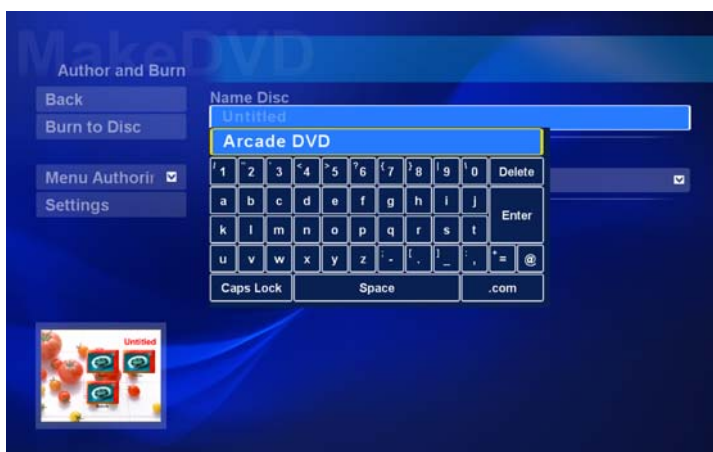 MakeDVD
Author and Burn
Back
Burn to Disc
Menu Authorir
Settings
Name Disc
Untitled
Arcade DVD
1 " 2 ' 3 < 4 > 5 ? 6 { 7 } 8 | 9 \ 0 Delete
a b c d e f g h i j
Enter
k l m n o p q r s t
u v w x y z ; - [ . ] _ : , + = @
Caps Lock Space .com
Untitled